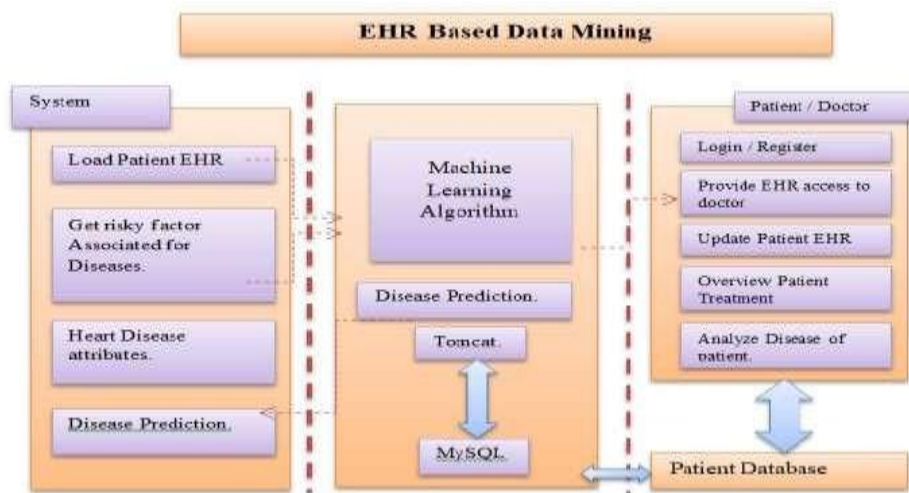 EHR Based Data Mining
System
Load Patient EHR
Get risky factor
Associated for
Diseases.
Heart Disease
attributes.
Disease Prediction.
Machine
Learning
Algorithm
Disease Prediction.
Tomcat.
MySQL
Patient / Doctor
Login / Register
Provide EHR access to
doctor
Update Patient EHR
Overview Patient
Treatment
Analyze Disease of
patient.
Patient Database